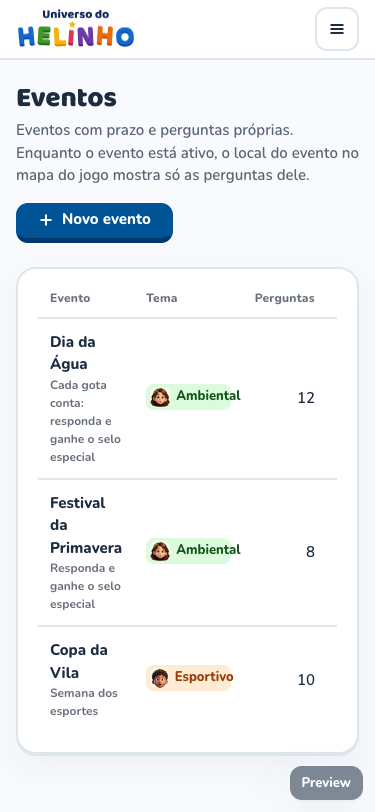 Universo do
HELINHO
Eventos
Eventos com prazo e perguntas próprias.
Enquanto o evento está ativo, o local do evento no
mapa do jogo mostra só as perguntas dele.
+ Novo evento
Evento Tema Perguntas
Dia da
Água
Cada gota
conta:
responda e
ganhe o selo
especial
Ambiental
12
Festival
da
Primavera
Responda e
ganhe o selo
especial
Ambiental
8
Copa da
Vila
Semana dos
esportes
Esportivo
10
Preview